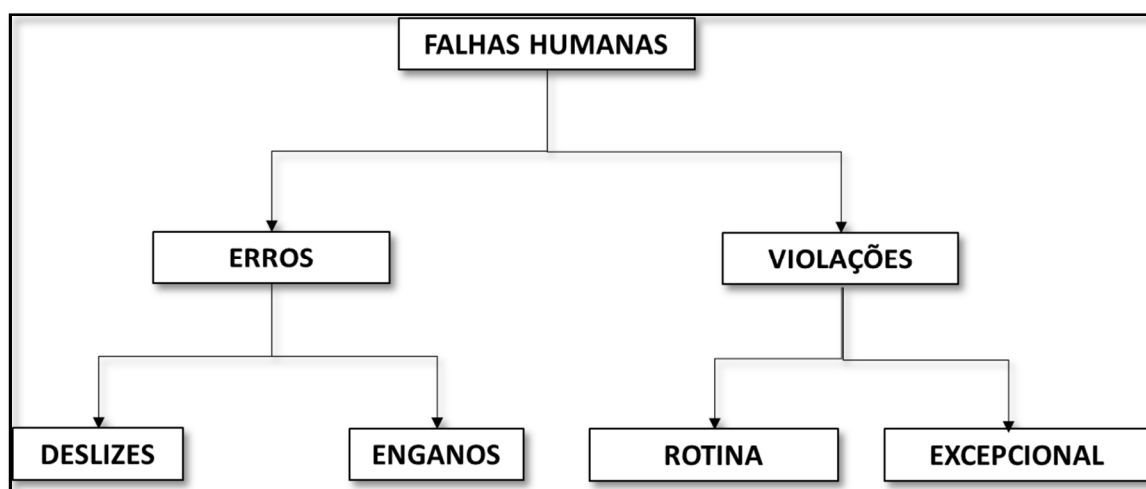 FALHAS HUMANAS
ERROS
VIOLAÇÕES
DESLIZES
ENGANOS
ROTINA
EXCEPCIONAL